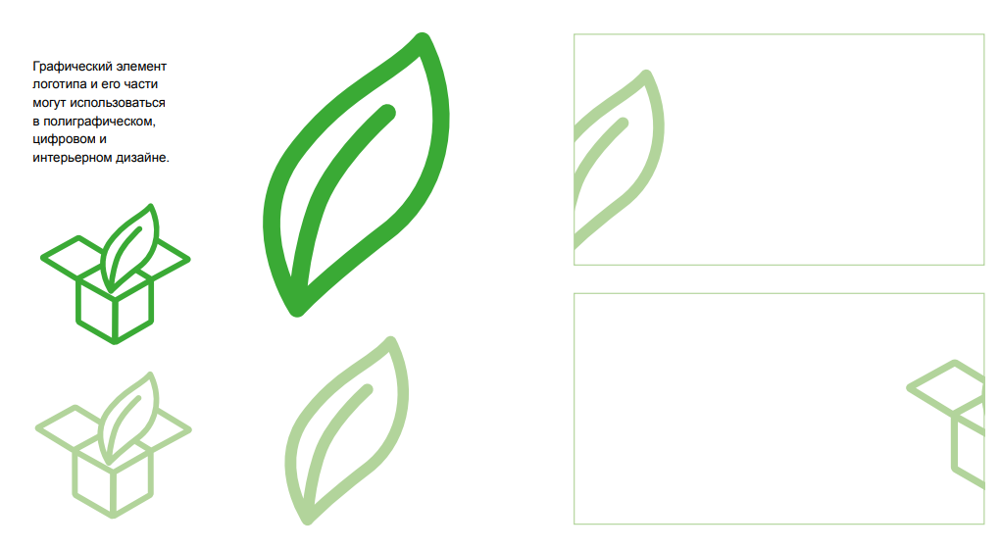 Графический элемент
логотипа и его части
могут использоваться
в полиграфическом,
цифровом и
интерьерном дизайне.